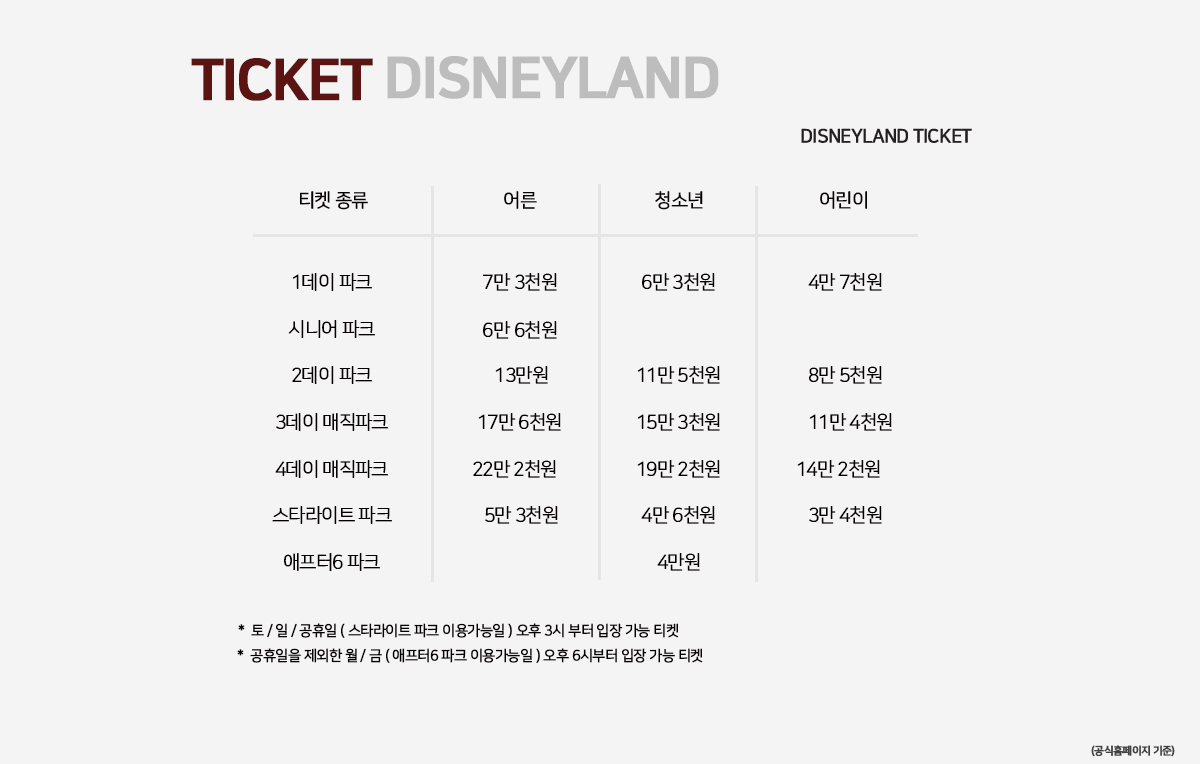 TICKET DISNEYLAND
DISNEYLAND TICKET
티켓 종류 어른 청소년 어린이
1데이 파크 7만 3천원 6만 3천원 4만 7천원
시니어 파크 6만 6천원
2데이 파크 13만원 11만 5천원 8만 5천원
3데이 매직파크 17만 6천원 15만 3천원 11만 4천원
4데이 매직파크 22만 2천원 19만 2천원 14만 2천원
스타라이트 파크 5만 3천원 4만 6천원 3만 4천원
애프터6 파크 4만원
* 토 / 일 / 공휴일 ( 스타라이트 파크 이용가능일 ) 오후 3시 부터 입장 가능 티켓
* 공휴일을 제외한 월 / 금 ( 애프터6 파크 이용가능일 ) 오후 6시부터 입장 가능 티켓
(공식홈페이지 기준)